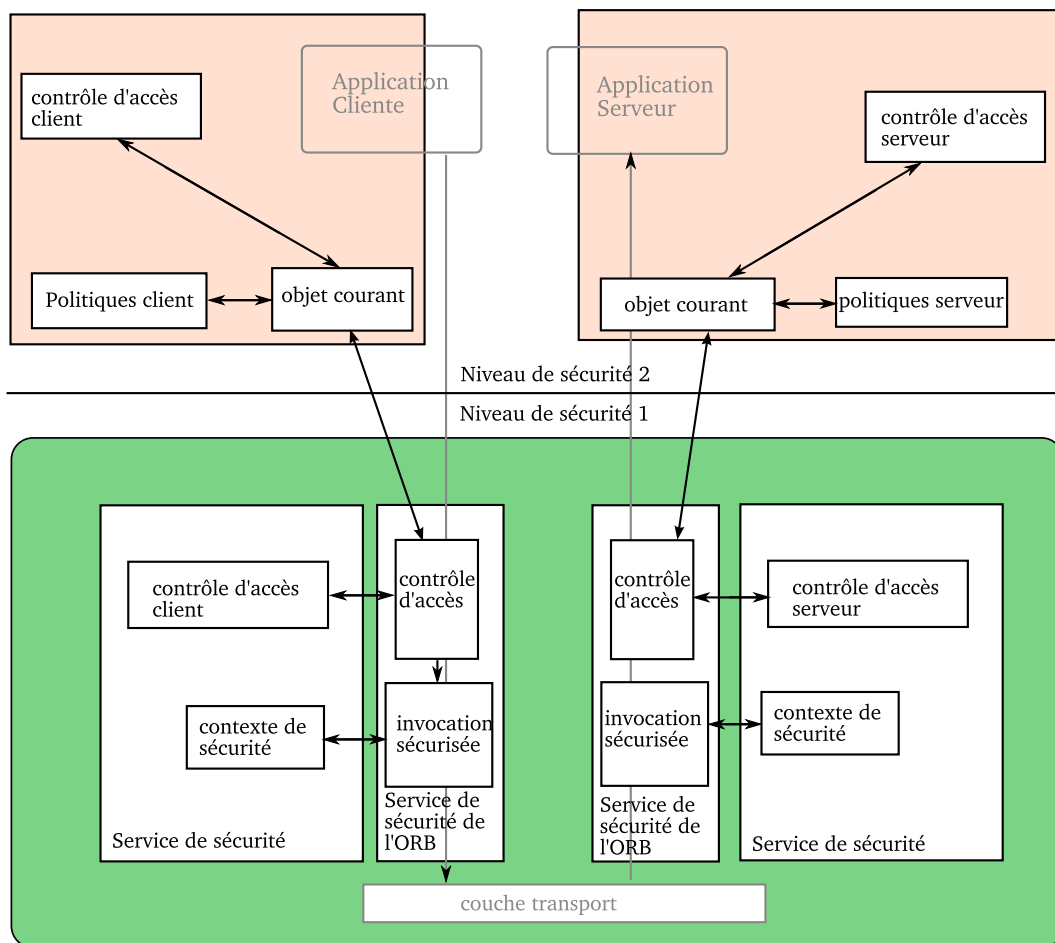 Application
Cliente
contrôle d'accès
client
Politiques client
objet courant
Application
Serveur
contrôle d'accès
serveur
objet courant
politiques serveur
Niveau de sécurité 2
Niveau de sécurité 1
contrôle d'accès
client
contexte de
sécurité
Service de sécurité
contrôle
d'accès
invocation
sécurisée
Service de
sécurité de
l'ORB
contrôle
d'accès
invocation
sécurisée
Service de
sécurité de
l'ORB
contrôle d'accès
serveur
contexte de
sécurité
Service de sécurité
couche transport